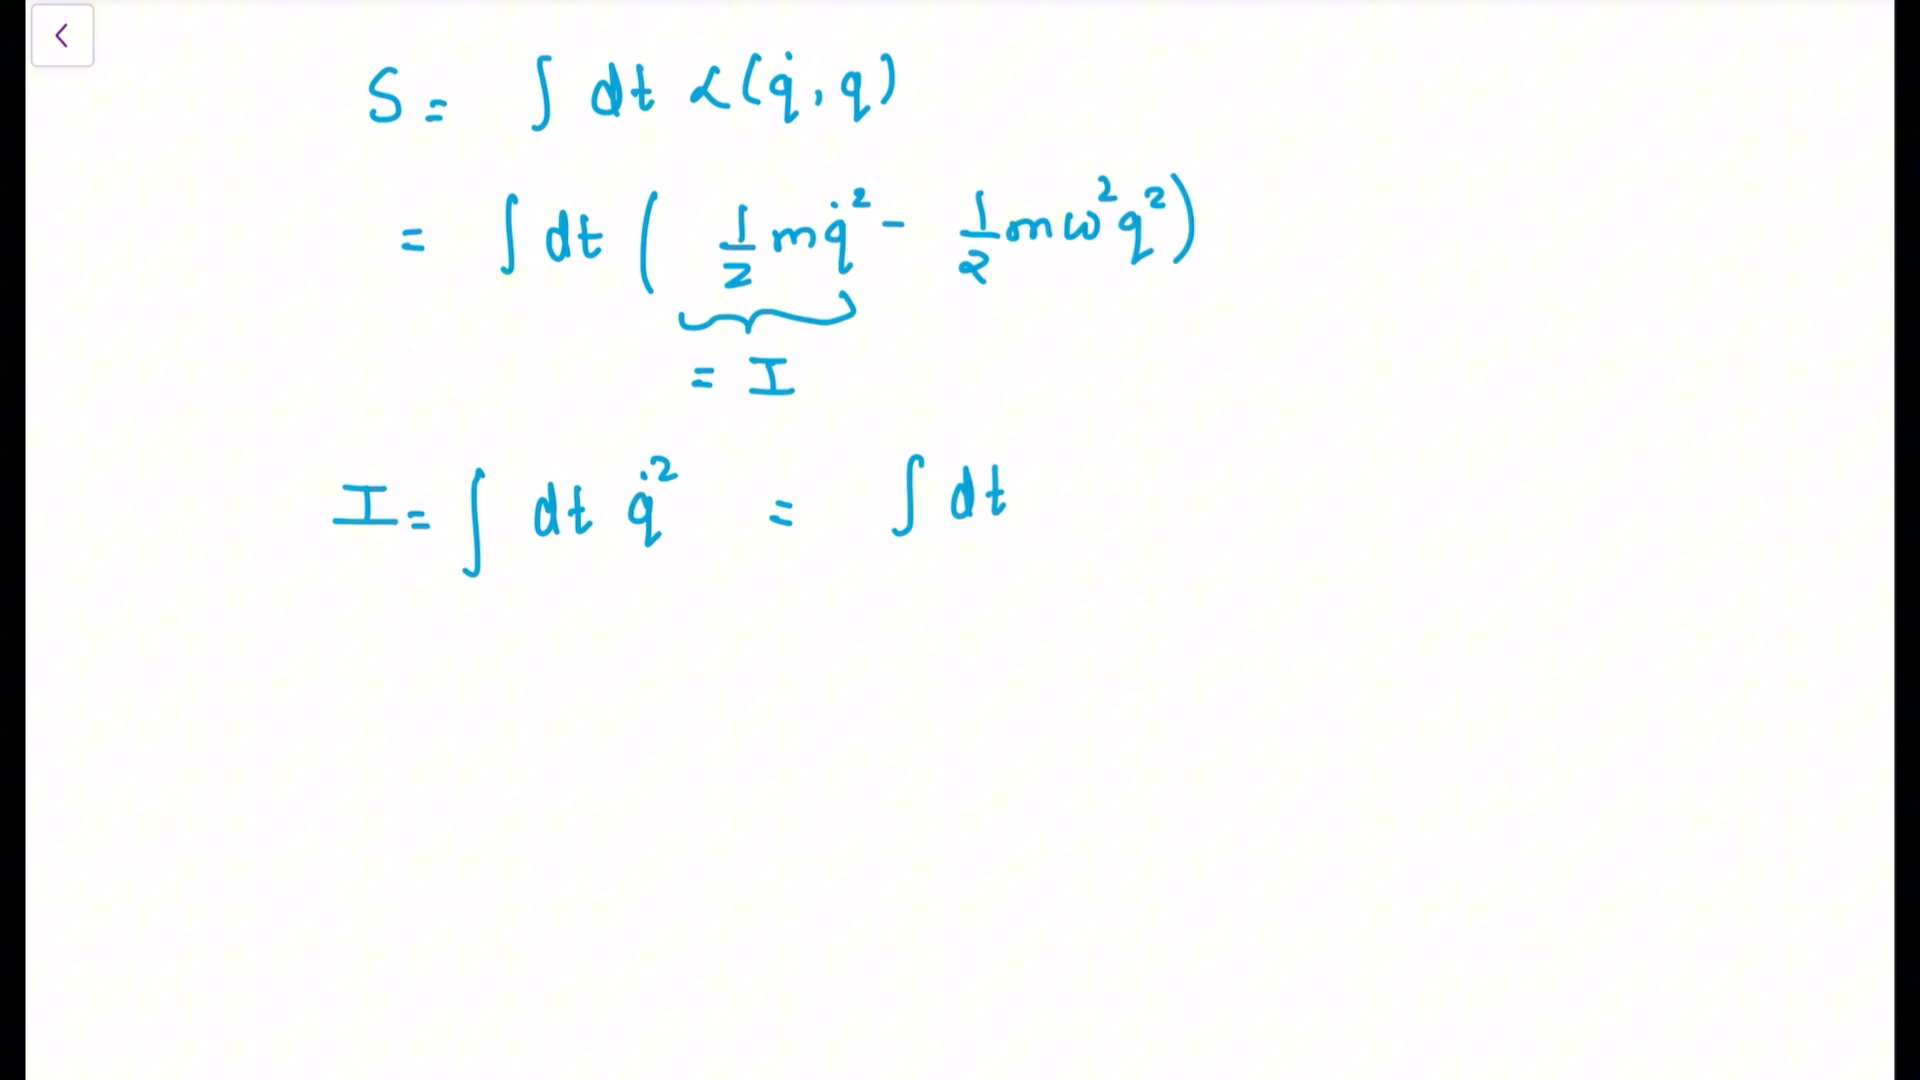 S = ∫ dt L(q̇, q)
= ∫ dt ( 1/2 m q̇² - 1/2 m ω² q² )
= I
I = ∫ dt q̇² = ∫ dt